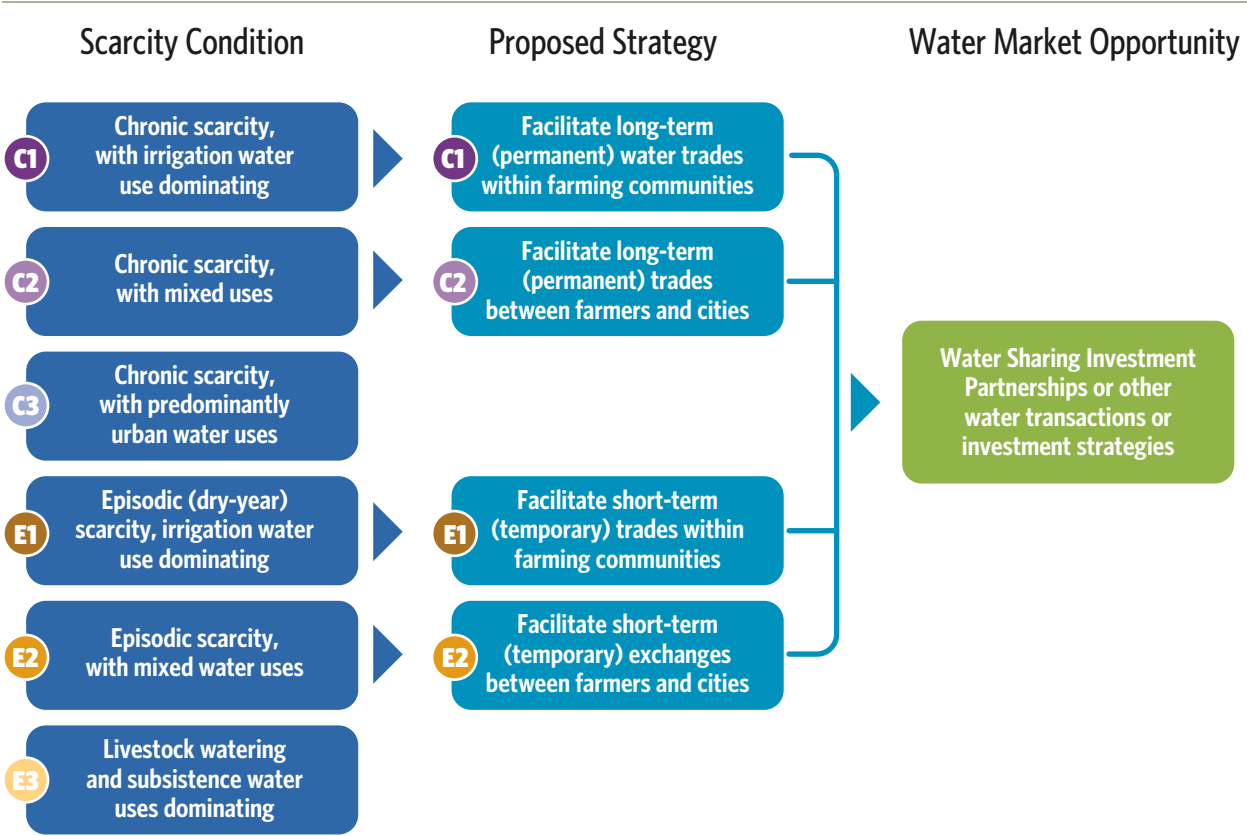 Scarcity Condition
Proposed Strategy
Water Market Opportunity
C1
Chronic scarcity,
with irrigation water
use dominating
C1
Facilitate long-term
(permanent) water trades
within farming communities
C2
Chronic scarcity,
with mixed uses
C2
Facilitate long-term
(permanent) trades
between farmers and cities
C3
Chronic scarcity,
with predominantly
urban water uses
Water Sharing Investment
Partnerships or other
water transactions or
investment strategies
E1
Episodic (dry-year)
scarcity, irrigation water
use dominating
E1
Facilitate short-term
(temporary) trades within
farming communities
E2
Episodic scarcity,
with mixed water uses
E2
Facilitate short-term
(temporary) exchanges
between farmers and cities
E3
Livestock watering
and subsistence water
uses dominating